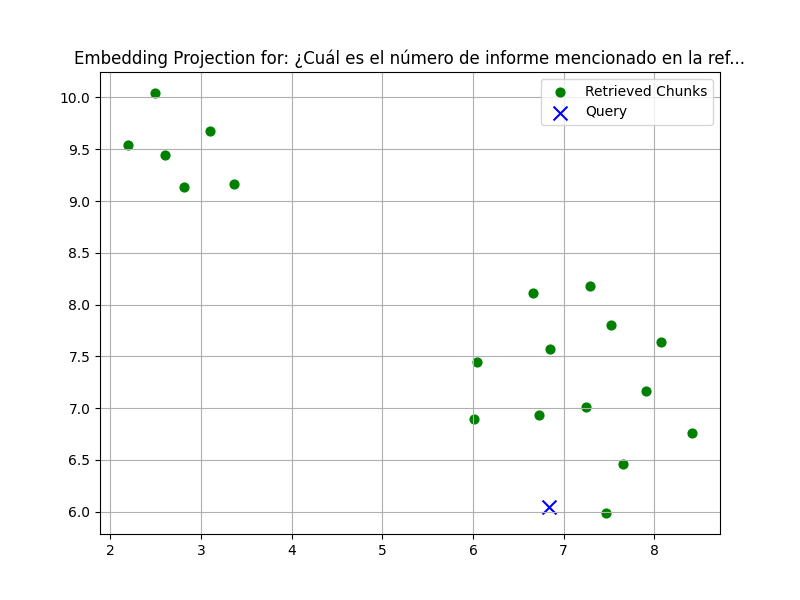 Embedding Projection for: ¿Cuál es el número de informe mencionado en la ref...
Retrieved Chunks
Query
10.0
9.5
9.0
8.5
8.0
7.5
7.0
6.5
6.0
2 3 4 5 6 7 8